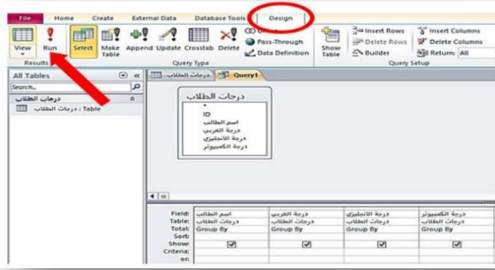 File Home Create External Data Database Tools Design
View Run Select Make Table Append Update Crosstab Delete Union Pass-Through Data Definition Show Table Insert Rows Delete Rows Builder Insert Columns Delete Columns Return: All
Results Query Type Query Setup
All Tables درجات الطلاب Query1
Search...
درجات الطلاب
درجات الطلاب : Table
درجات الطلاب
*
ID
اسم الطالب
درجة العربي
درجة الانجليزي
درجة الكمبيوتر
Field: اسم الطالب درجة العربي درجة الانجليزي درجة الكمبيوتر
Table: درجات الطلاب درجات الطلاب درجات الطلاب درجات الطلاب
Total: Group By Group By Group By Group By
Sort:
Show:
Criteria:
or: